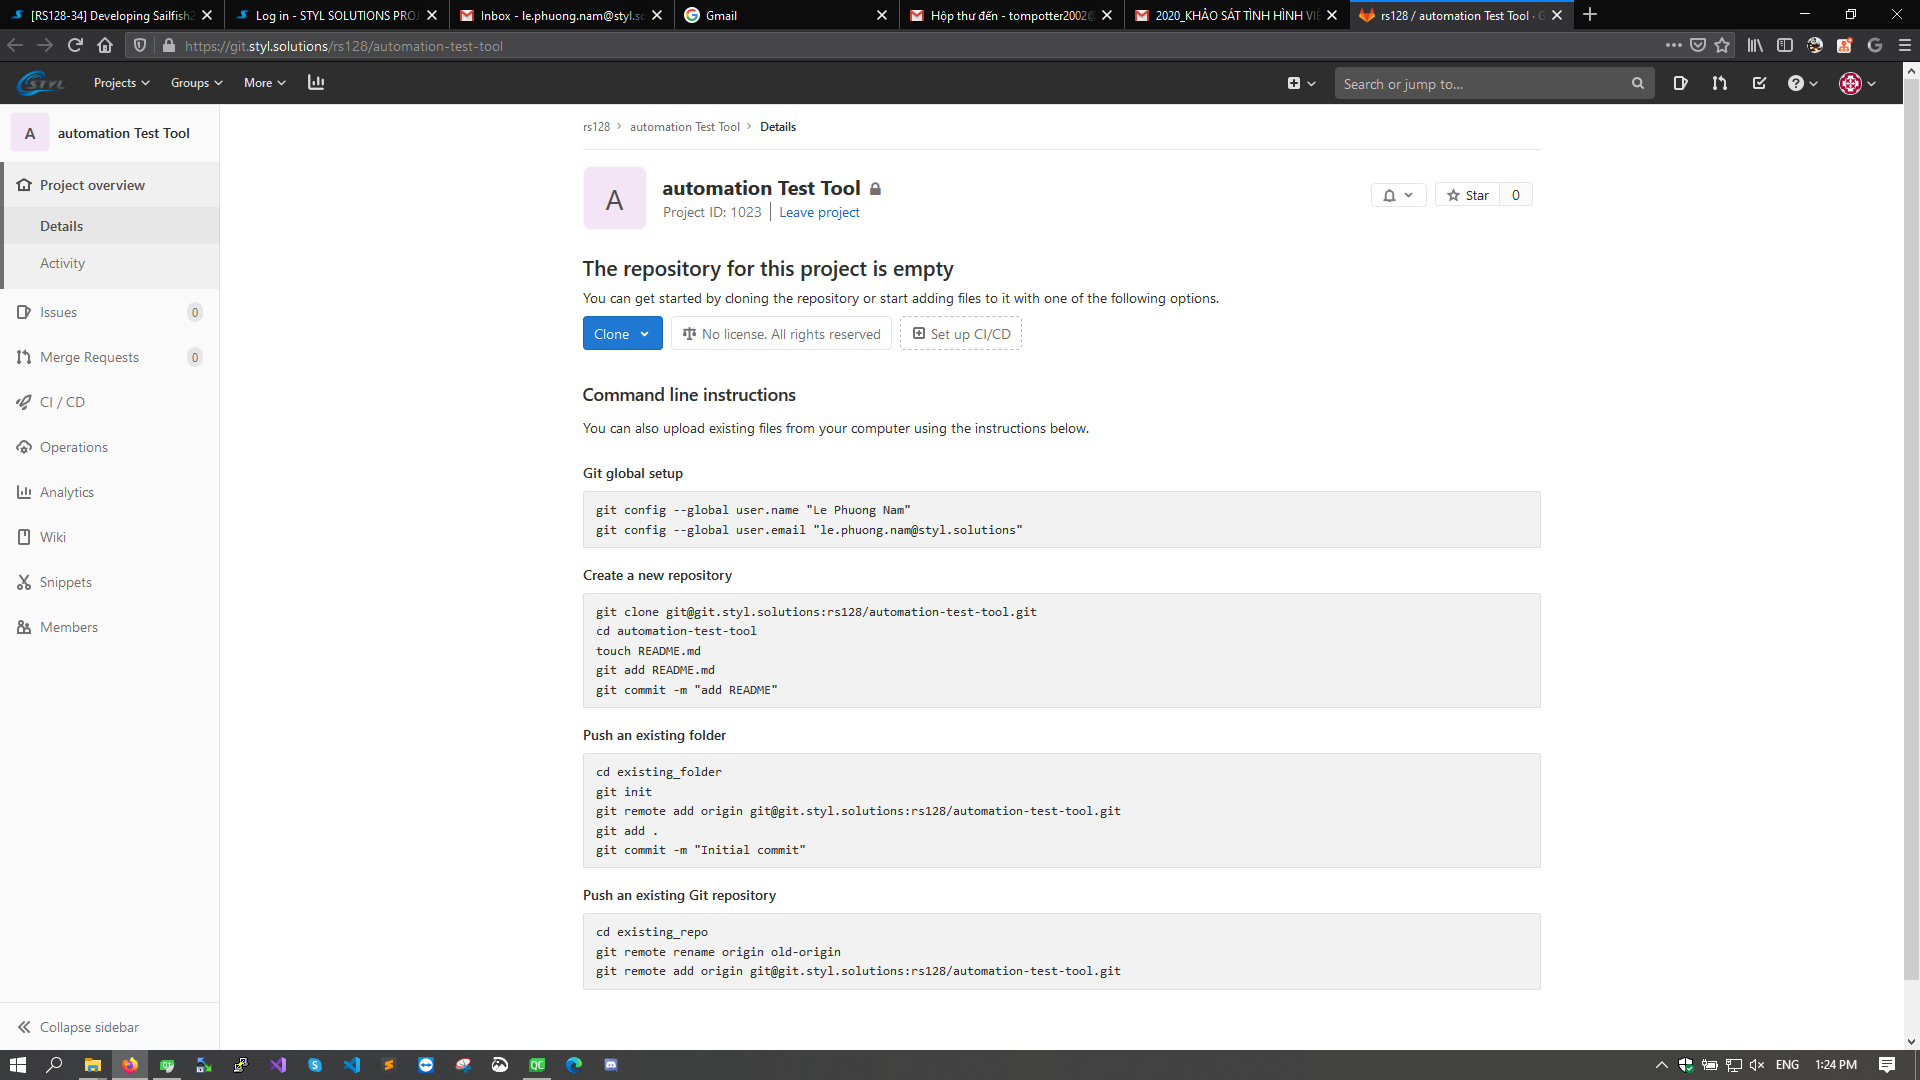 [RS128-34] Developing Sailfish
Log in - STYL SOLUTIONS PRO
Inbox - le.phuong.nam@styl.s
Gmail
Hộp thư đến - tompotter2002@
2020_KHẢO SÁT TÌNH HÌNH VI
rs128 / automation Test Tool · G
https://git.styl.solutions/rs128/automation-test-tool
STYL
Projects
Groups
More
Search or jump to...
A
automation Test Tool
Project overview
Details
Activity
Issues
0
Merge Requests
0
CI / CD
Operations
Analytics
Wiki
Snippets
Members
Collapse sidebar
rs128 > automation Test Tool > Details
A
automation Test Tool
Project ID: 1023 | Leave project
Star
0
The repository for this project is empty
You can get started by cloning the repository or start adding files to it with one of the following options.
Clone
No license. All rights reserved
Set up CI/CD
Command line instructions
You can also upload existing files from your computer using the instructions below.
Git global setup
git config --global user.name "Le Phuong Nam"
git config --global user.email "le.phuong.nam@styl.solutions"
Create a new repository
git clone git@git.styl.solutions:rs128/automation-test-tool.git
cd automation-test-tool
touch README.md
git add README.md
git commit -m "add README"
Push an existing folder
cd existing_folder
git init
git remote add origin git@git.styl.solutions:rs128/automation-test-tool.git
git add .
git commit -m "Initial commit"
Push an existing Git repository
cd existing_repo
git remote rename origin old-origin
git remote add origin git@git.styl.solutions:rs128/automation-test-tool.git
ENG
1:24 PM